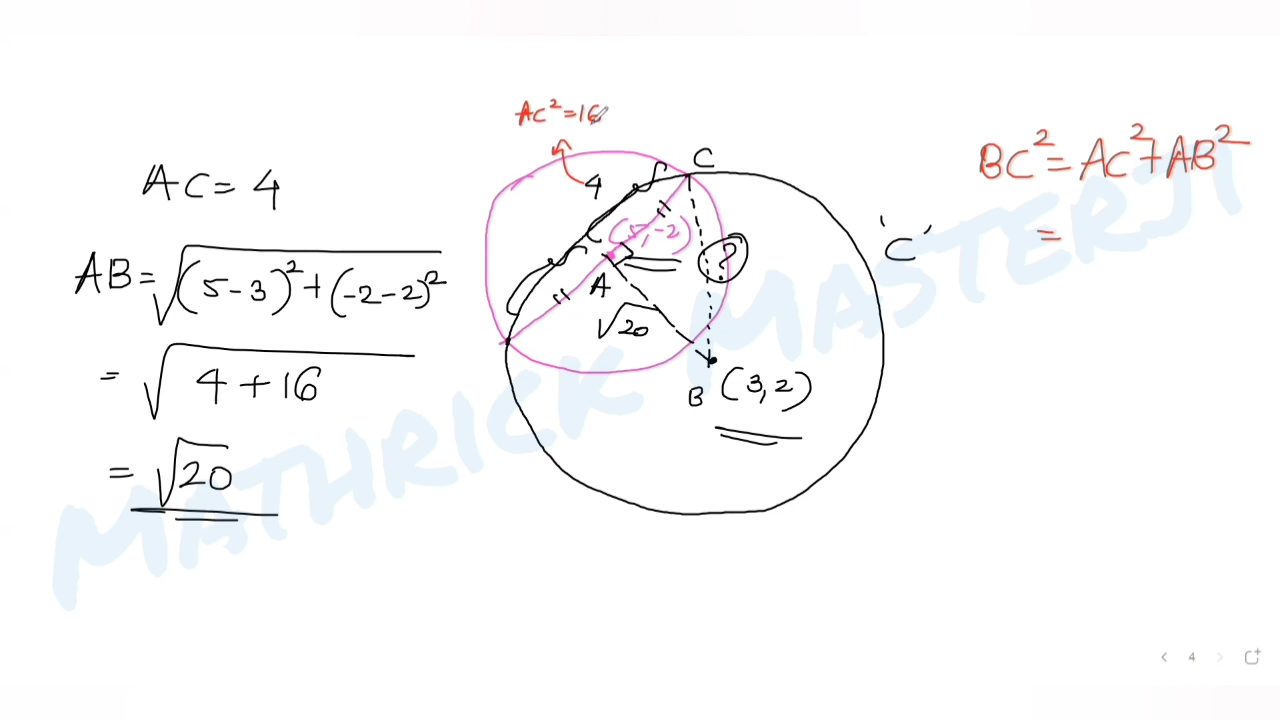 AC² = 16
C
AC = 4
4
BC² = AC² + AB²
(5, -2)
'C'
=
?
AB = √(5-3)² + (-2-2)²
A
√20
= √4 + 16
B (3, 2)
= √20
MATHRICK MASTERJI
< 4 >